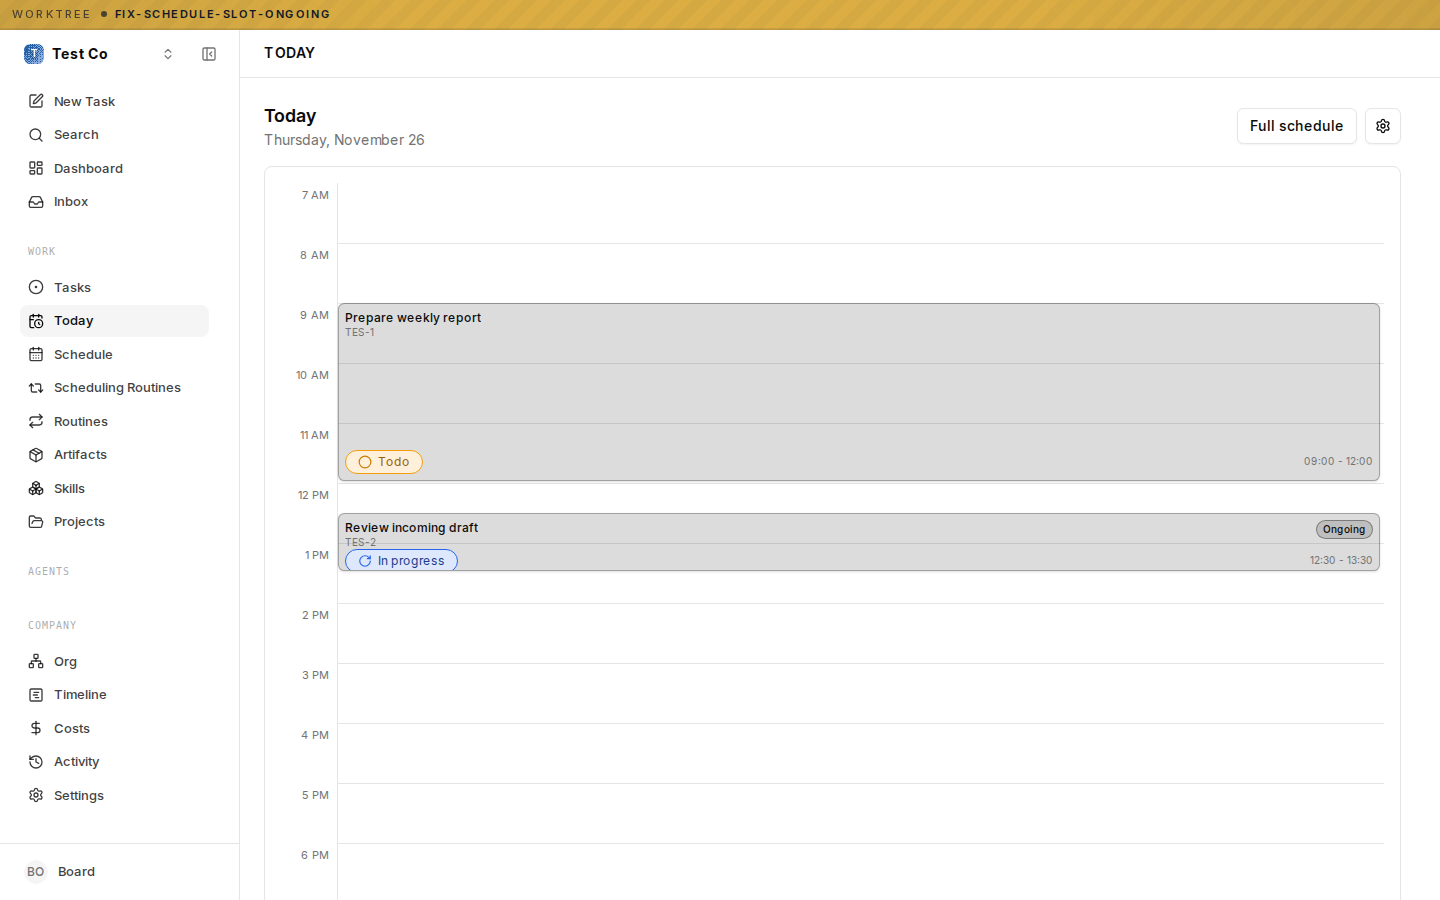 WORKTREE ● FIX-SCHEDULE-SLOT-ONGOING
T Test Co
New Task
Search
Dashboard
Inbox
WORK
Tasks
Today
Schedule
Scheduling Routines
Routines
Artifacts
Skills
Projects
AGENTS
COMPANY
Org
Timeline
Costs
Activity
Settings
BO Board
TODAY
Today
Thursday, November 26
Full schedule
7 AM
8 AM
9 AM
Prepare weekly report
TES-1
10 AM
11 AM
Todo 09:00 - 12:00
12 PM
Review incoming draft Ongoing
TES-2
1 PM
In progress 12:30 - 13:30
2 PM
3 PM
4 PM
5 PM
6 PM